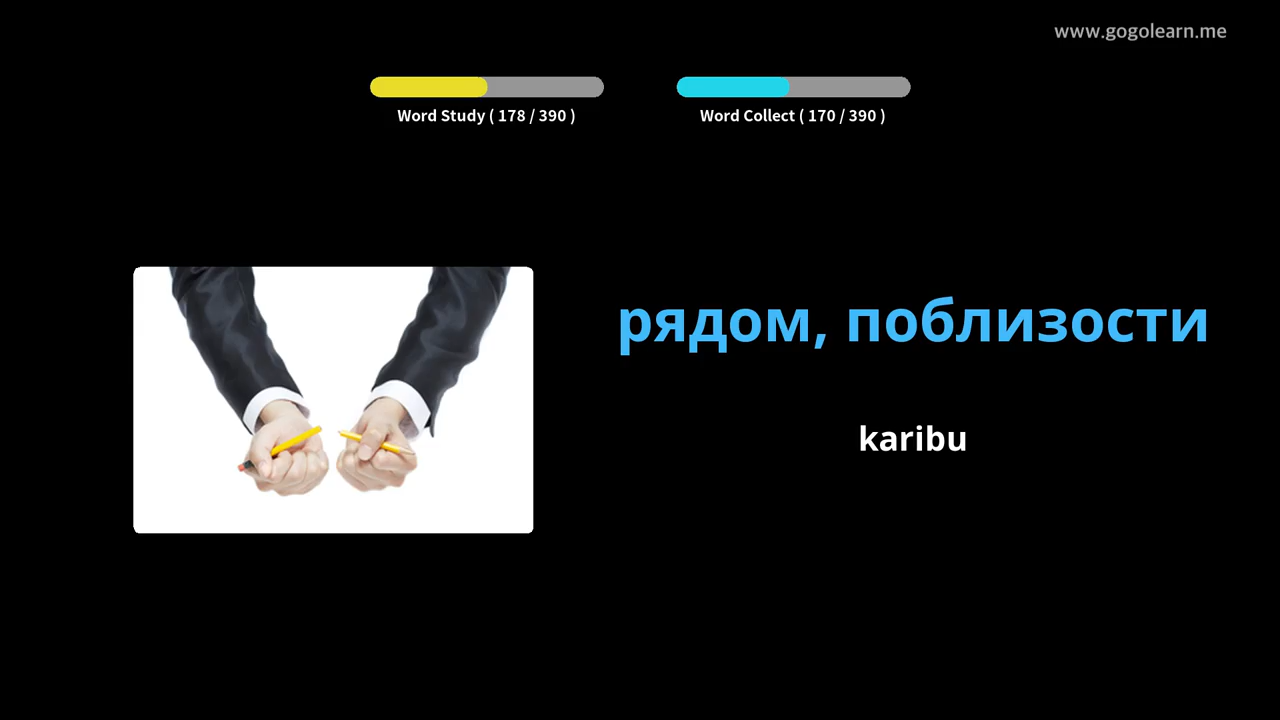 www.gogolearn.me
Word Study ( 178 / 390 )
Word Collect ( 170 / 390 )
рядом, поблизости
karibu